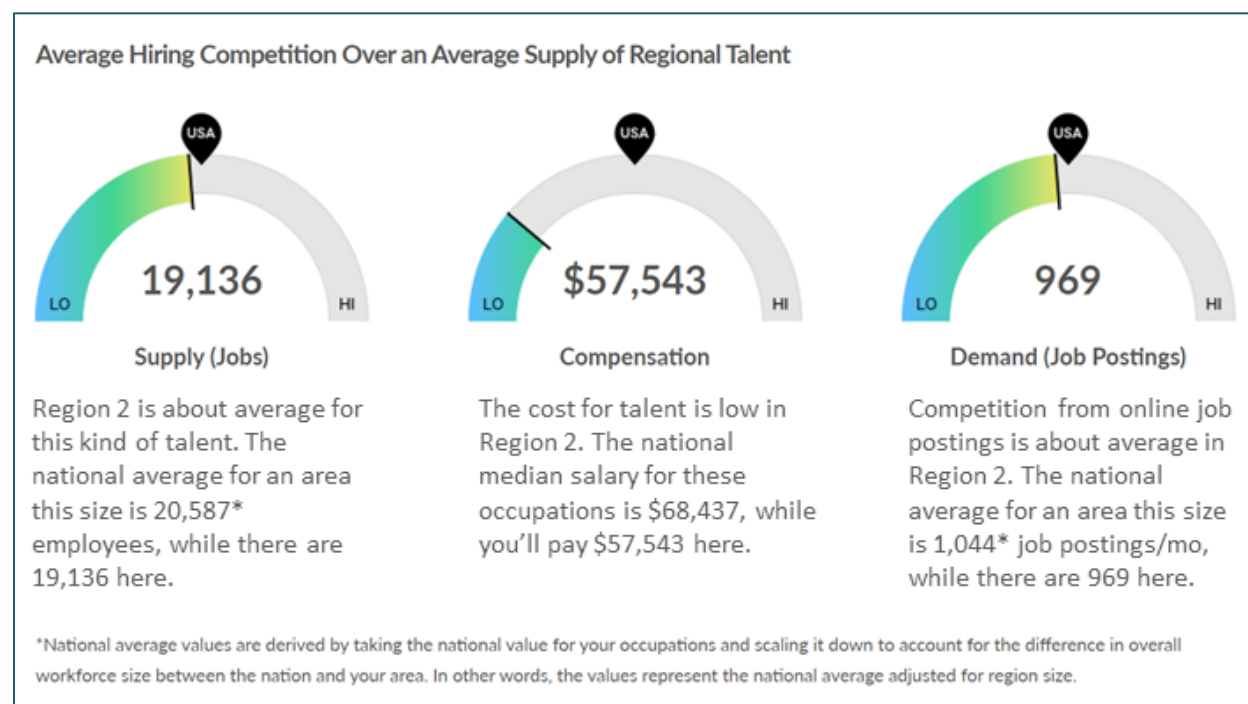 Average Hiring Competition Over an Average Supply of Regional Talent
USA
USA
USA
19,136
$57,543
969
LO
HI
LO
HI
LO
HI
Supply (Jobs)
Compensation
Demand (Job Postings)
Region 2 is about average for
this kind of talent. The
national average for an area
this size is 20,587*
employees, while there are
19,136 here.
The cost for talent is low in
Region 2. The national
median salary for these
occupations is $68,437, while
you’ll pay $57,543 here.
Competition from online job
postings is about average in
Region 2. The national
average for an area this size
is 1,044* job postings/mo,
while there are 969 here.
*National average values are derived by taking the national value for your occupations and scaling it down to account for the difference in overall
workforce size between the nation and your area. In other words, the values represent the national average adjusted for region size.